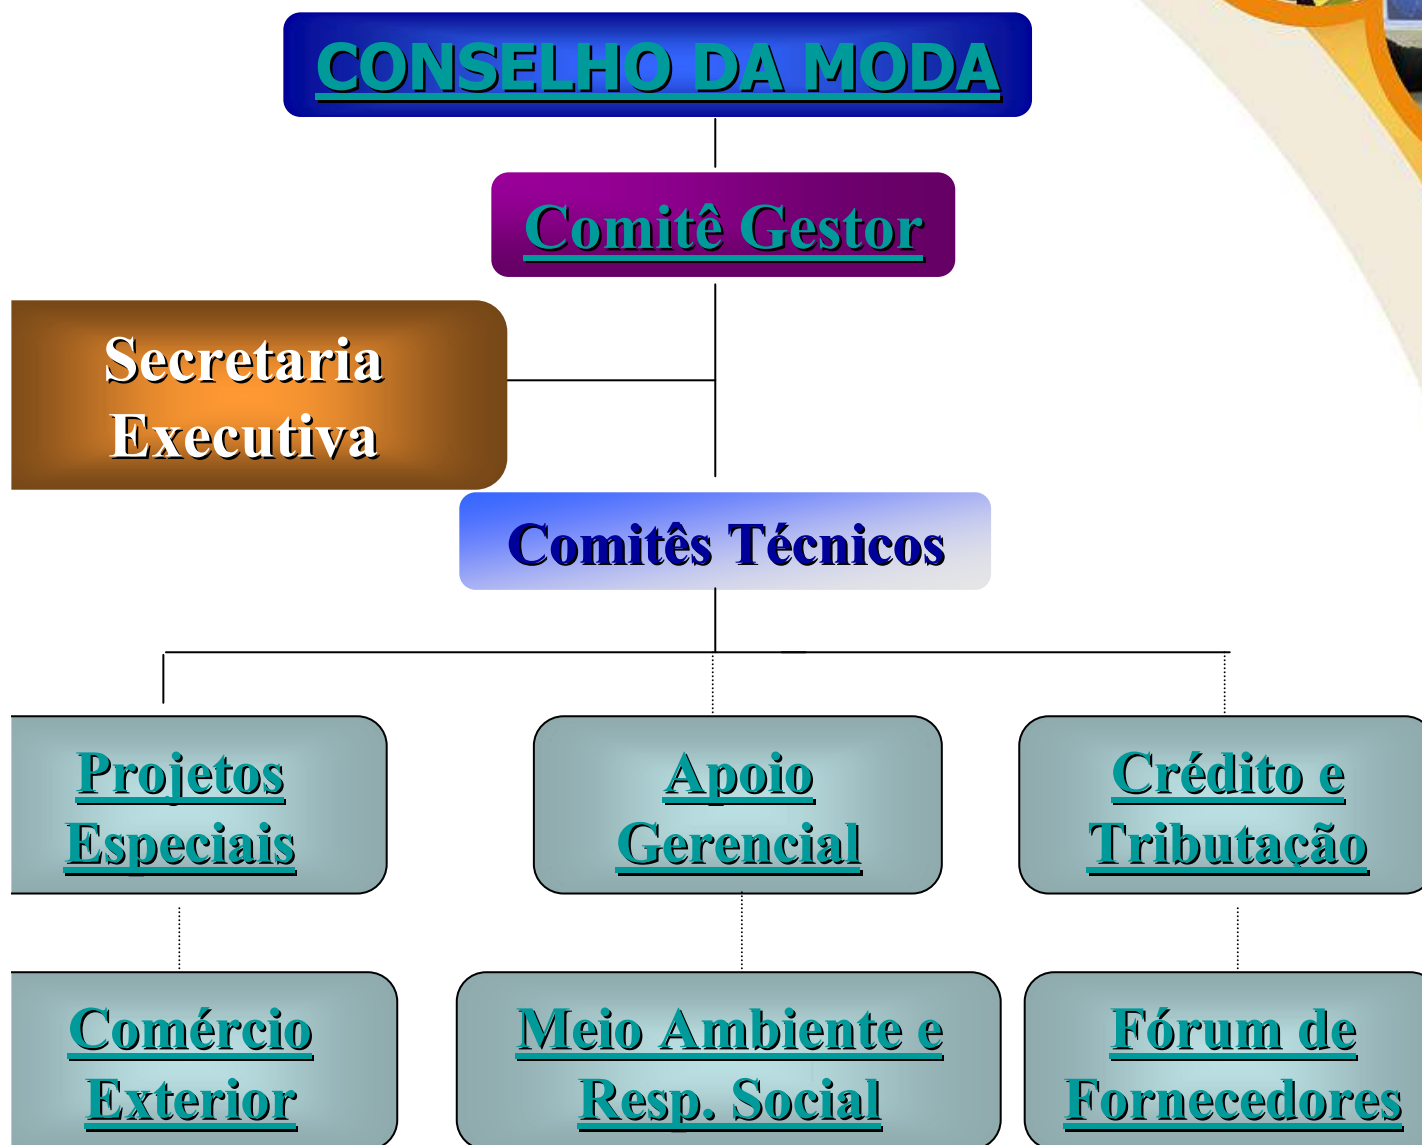 CONSELHO DA MODA
Comitê Gestor
Secretaria
Executiva
Comitês Técnicos
Projetos
Especiais
Apoio
Gerencial
Crédito e
Tributação
Comércio
Exterior
Meio Ambiente e
Resp. Social
Fórum de
Fornecedores